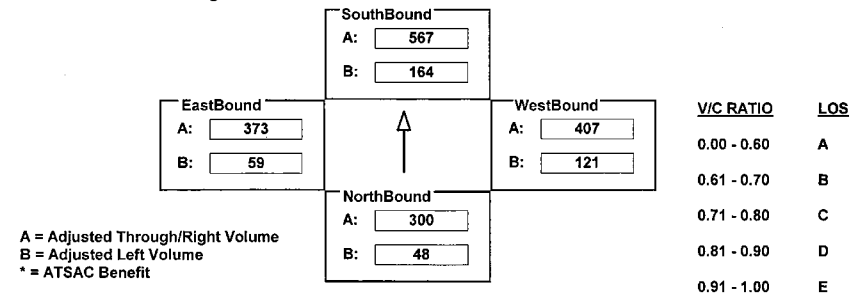 SouthBound
A: 567
B: 164
EastBound
A: 373
B: 59
WestBound
A: 407
B: 121
NorthBound
A: 300
B: 48
A = Adjusted Through/Right Volume
B = Adjusted Left Volume
* = ATSAC Benefit
V/C RATIO LOS
0.00 - 0.60 A
0.61 - 0.70 B
0.71 - 0.80 C
0.81 - 0.90 D
0.91 - 1.00 E